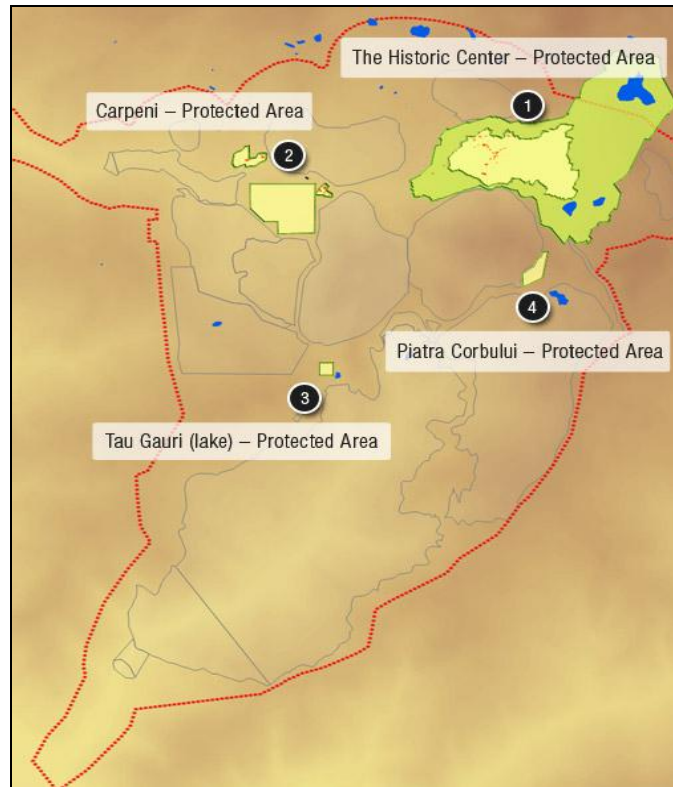 The Historic Center – Protected Area
1
Carpeni – Protected Area
2
4
Piatra Corbului – Protected Area
3
Tau Gauri (lake) – Protected Area